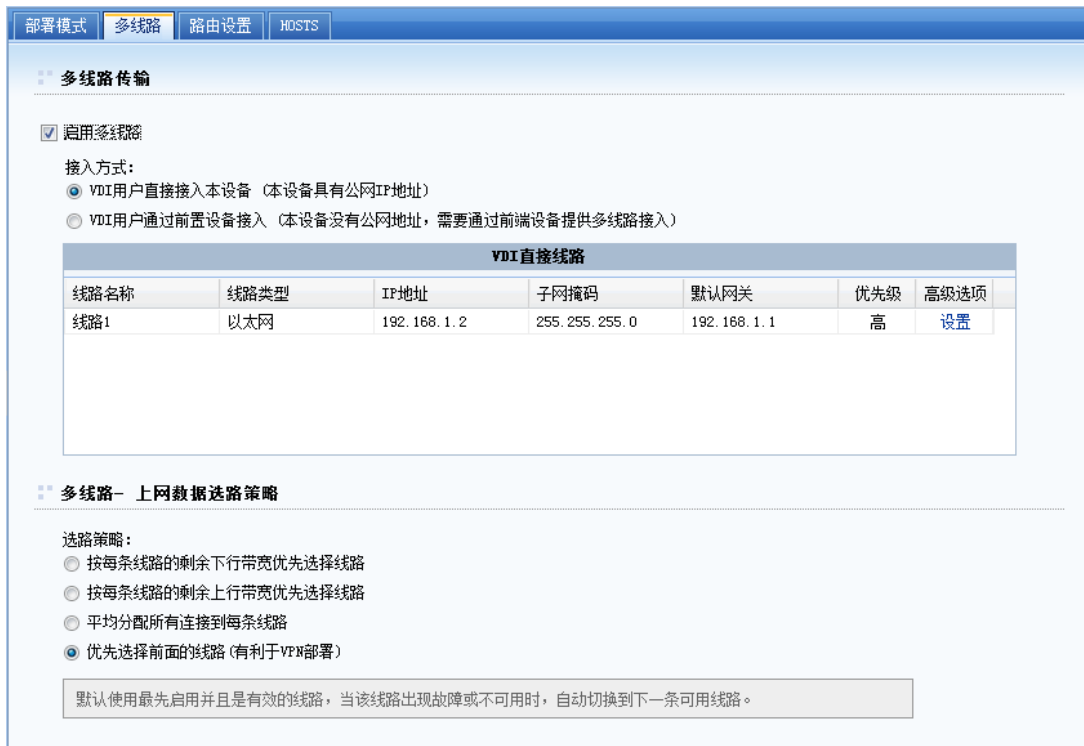 部署模式 多线路 路由设置 HOSTS
多线路传输
启用多线路
接入方式:
VDI用户直接接入本设备 (本设备具有公网IP地址)
VDI用户通过前置设备接入 (本设备没有公网地址, 需要通过前端设备提供多线路接入)
VDI直接线路
线路名称 线路类型 IP地址 子网掩码 默认网关 优先级 高级选项
线路1 以太网 192.168.1.2 255.255.255.0 192.168.1.1 高 设置
多线路- 上网数据选路策略
选路策略:
按每条线路的剩余下行带宽优先选择线路
按每条线路的剩余上行带宽优先选择线路
平均分配所有连接到每条线路
优先选择前面的线路(有利于VPN部署)
默认使用最先启用并且是有效的线路, 当该线路出现故障或不可用时, 自动切换到下一条可用线路。